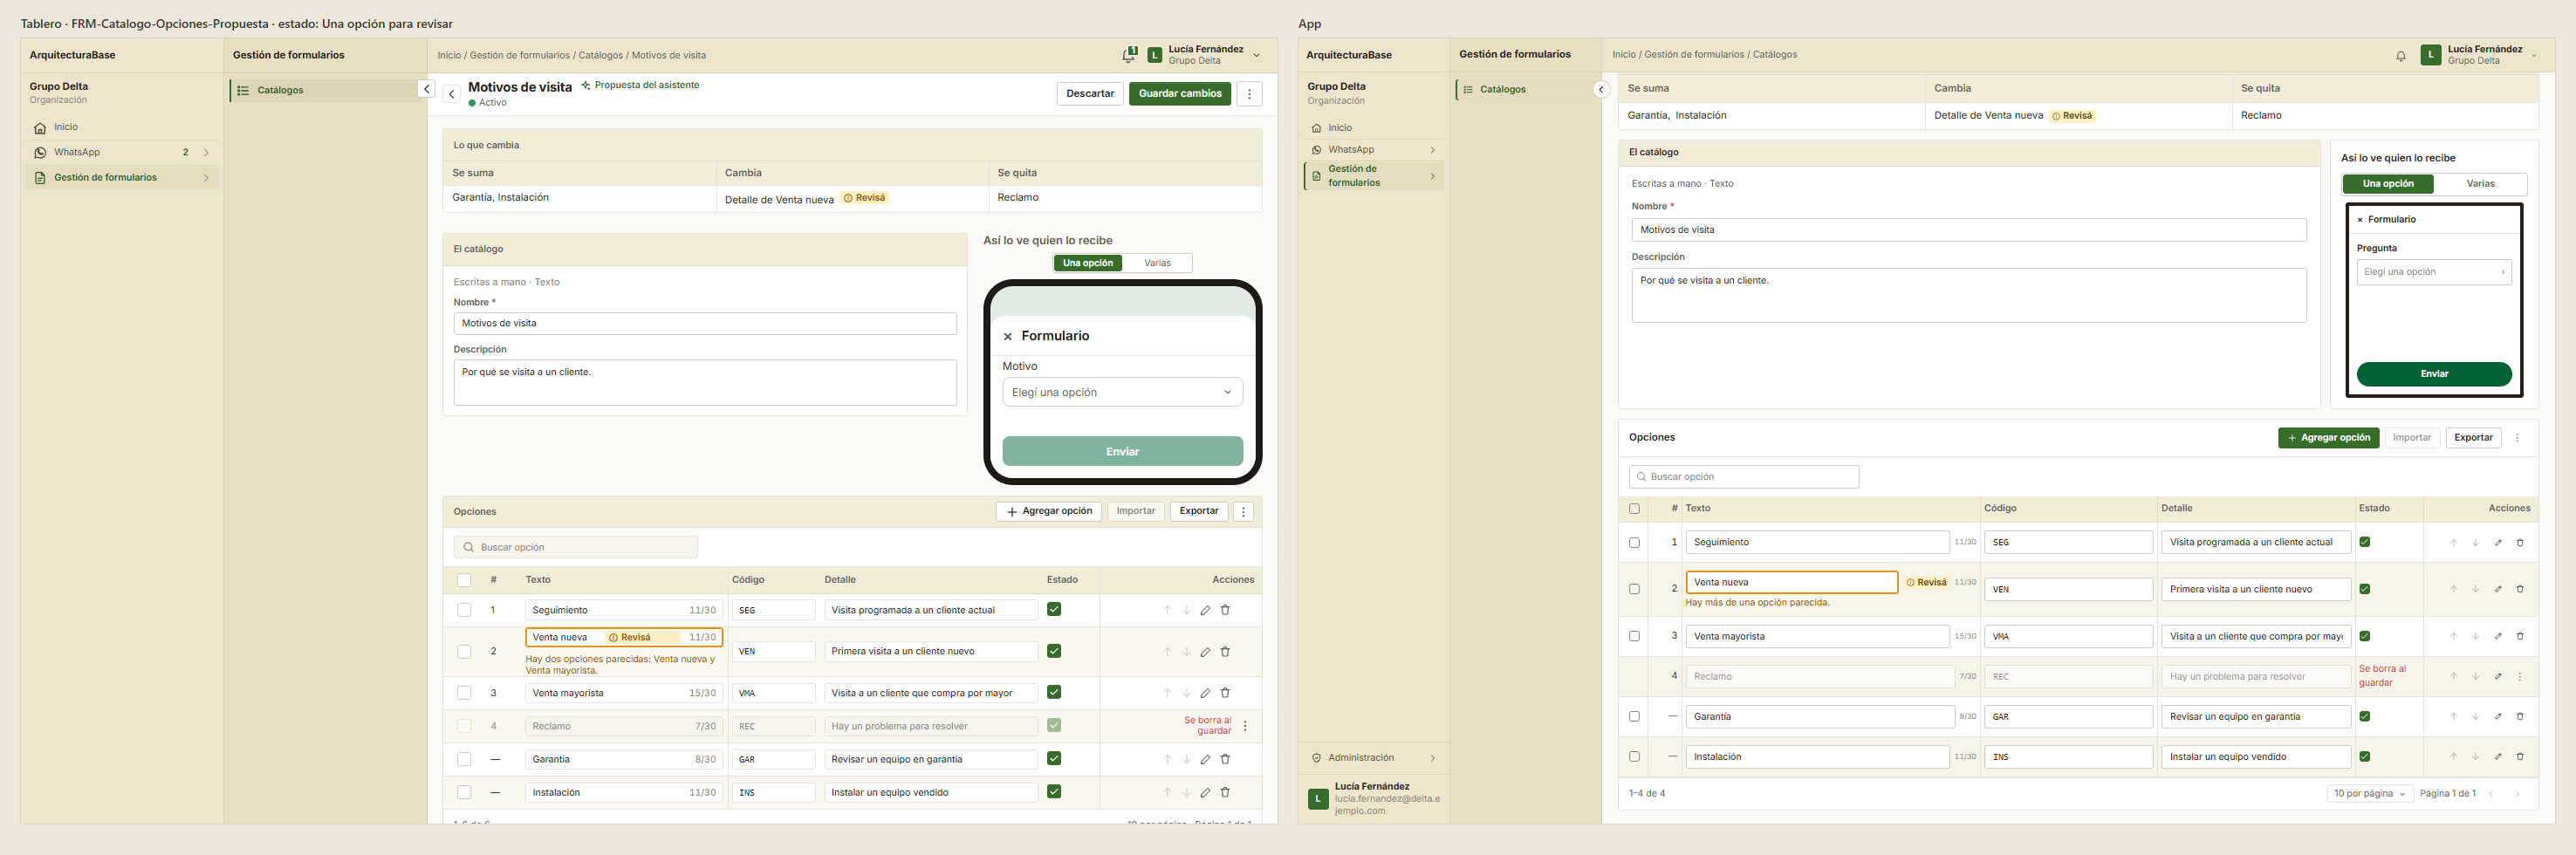 Tablero · FRM-Catalogo-Opciones-Propuesta · estado: Una opción para revisar
ArquitecturaBase
Gestión de formularios
Inicio / Gestión de formularios / Catálogos / Motivos de visita
1
L
Lucía Fernández
Grupo Delta
Grupo Delta
Organización
Inicio
WhatsApp 2
Gestión de formularios
Catálogos
Motivos de visita
Propuesta del asistente
Activo
Descartar
Guardar cambios
Lo que cambia
Se suma
Cambia
Se quita
Garantía, Instalación
Detalle de Venta nueva
Revisá
Reclamo
El catálogo
Escritas a mano · Texto
Nombre *
Motivos de visita
Descripción
Por qué se visita a un cliente.
Así lo ve quien lo recibe
Una opción
Varias
× Formulario
Motivo
Elegí una opción
Enviar
Opciones
+ Agregar opción
Importar
Exportar
Buscar opción
# Texto Código Detalle Estado Acciones
1 Seguimiento 11/30 SEG Visita programada a un cliente actual
2 Venta nueva Revisá 11/30 VEN Primera visita a un cliente nuevo
Hay dos opciones parecidas: Venta nueva y
Venta mayorista.
3 Venta mayorista 15/30 VMA Visita a un cliente que compra por mayor
4 Reclamo 7/30 REC Hay un problema para resolver Se borra al
guardar
— Garantía 8/30 GAR Revisar un equipo en garantía
— Instalación 11/30 INS Instalar un equipo vendido
App
ArquitecturaBase
Gestión de formularios
Inicio / Gestión de formularios / Catálogos
L
Lucía Fernández
Grupo Delta
Grupo Delta
Organización
Inicio
WhatsApp
Gestión de
formularios
Catálogos
Administración
L
Lucía Fernández
lucia.fernandez@delta.e
jemplo.com
Se suma
Cambia
Se quita
Garantía, Instalación
Detalle de Venta nueva
Revisá
Reclamo
El catálogo
Escritas a mano · Texto
Nombre *
Motivos de visita
Descripción
Por qué se visita a un cliente.
Así lo ve quien lo recibe
Una opción
Varias
× Formulario
Pregunta
Elegí una opción
Enviar
Opciones
+ Agregar opción
Importar
Exportar
Buscar opción
# Texto Código Detalle Estado Acciones
1 Seguimiento 11/30 SEG Visita programada a un cliente actual
2 Venta nueva Revisá 11/30 VEN Primera visita a un cliente nuevo
Hay más de una opción parecida.
3 Venta mayorista 15/30 VMA Visita a un cliente que compra por
4 Reclamo 7/30 REC Hay un problema para resolver Se borra al
guardar
— Garantía 8/30 GAR Revisar un equipo en garantía
— Instalación 11/30 INS Instalar un equipo vendido
1–4 de 4
10 por página
Página 1 de 1